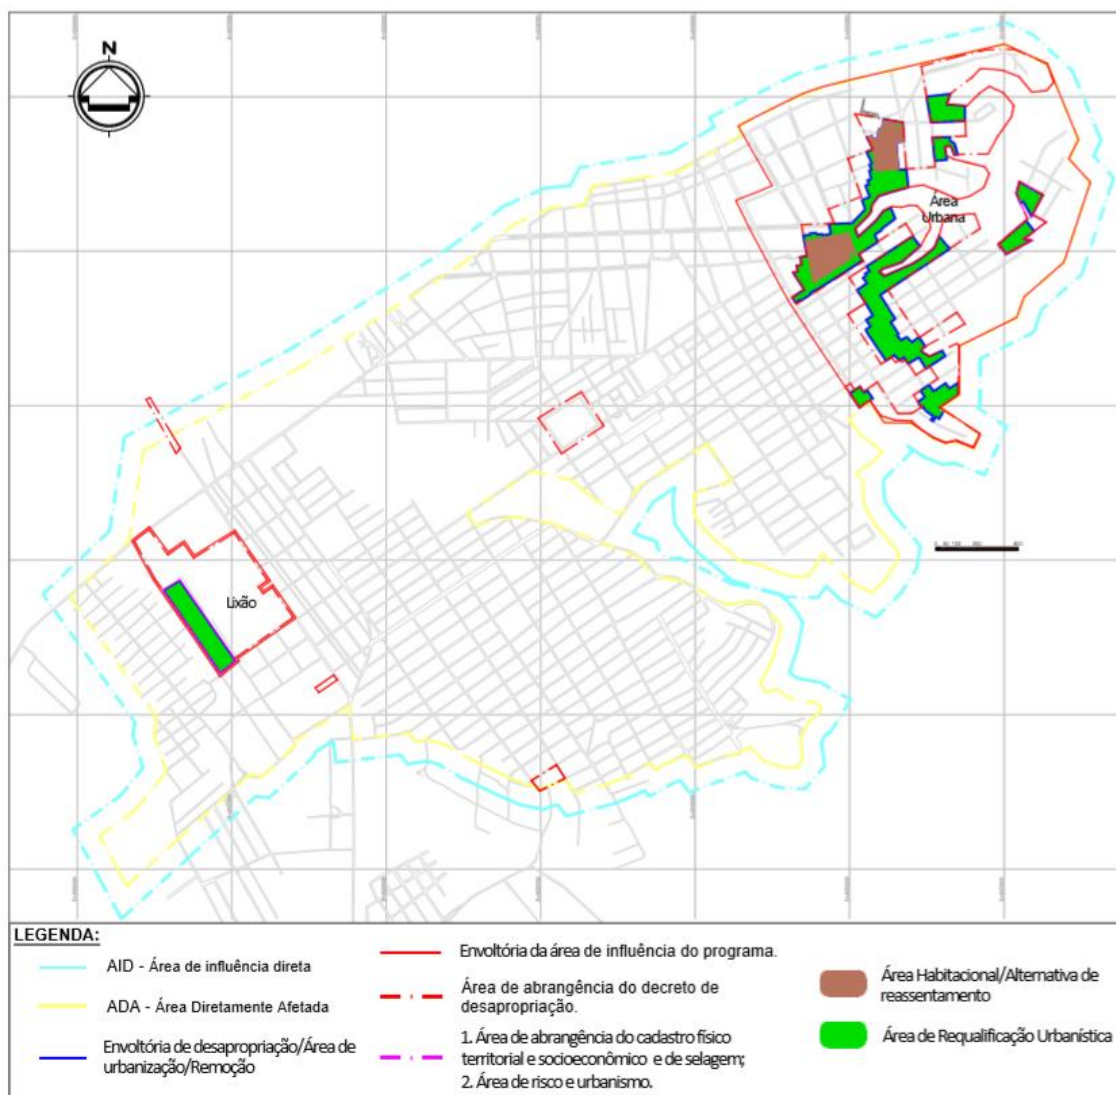 N
Área
Urbana
Lixão
LEGENDA:
AID - Área de influência direta
ADA - Área Diretamente Afetada
Envoltória de desapropriação/Área de
urbanização/Remoção
Envoltória da área de influência do programa.
Área de abrangência do decreto de
desapropriação.
1. Área de abrangência do cadastro físico
territorial e socioeconômico e de selagem;
2. Área de risco e urbanismo.
Área Habitacional/Alternativa de
reassentamento
Área de Requalificação Urbanística